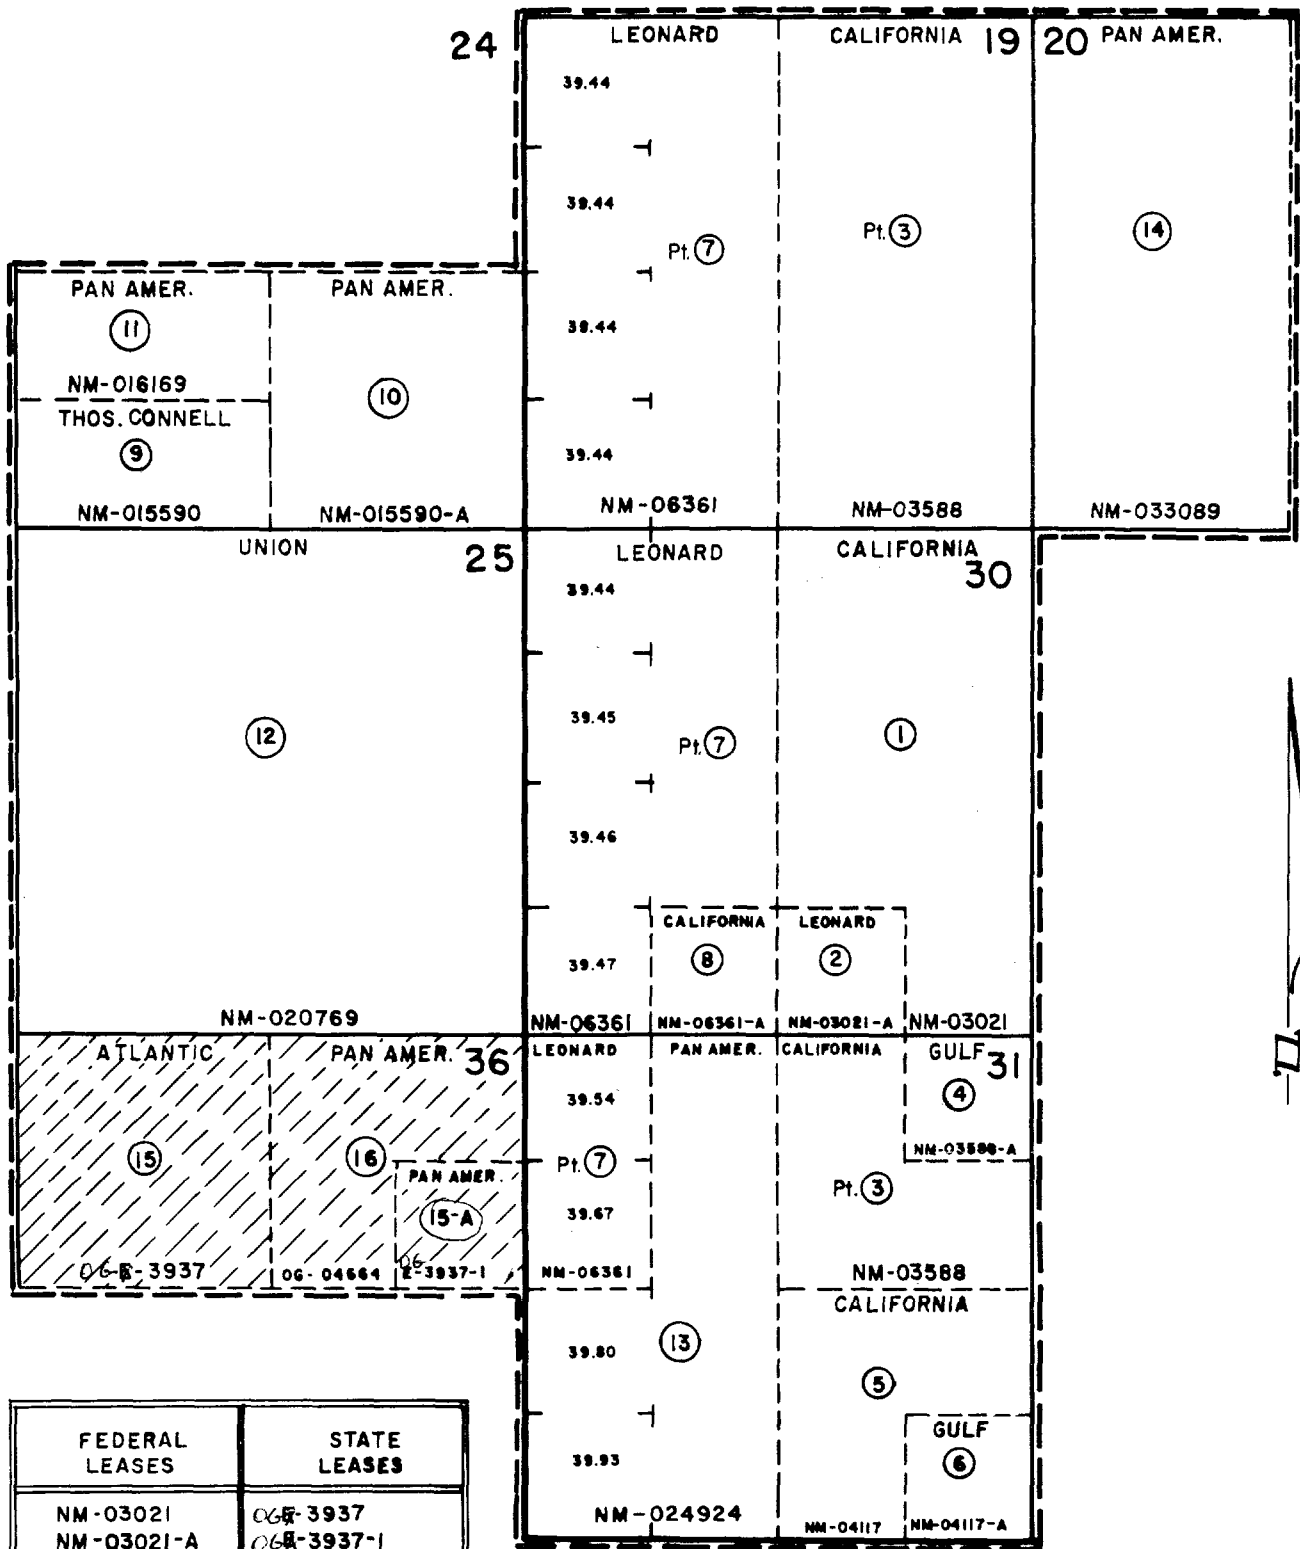 24
LEONARD
CALIFORNIA 19
20 PAN AMER.
39.44
39.44
39.44
39.44
Pt. 7
Pt. 3
14
NM-06361
NM-03588
NM-033089
PAN AMER.
11
NM-016169
THOS. CONNELL
9
NM-015590
PAN AMER.
10
NM-015590-A
UNION
25
12
NM-020769
LEONARD
CALIFORNIA
30
39.44
39.45
39.46
39.47
Pt. 7
1
CALIFORNIA
8
LEONARD
2
NM-06361
NM-06361-A
NM-03021-A
NM-03021
ATLANTIC
PAN AMER.
36
15
16
PAN AMER.
15-A
OG-3937
OG-04664
OG
E-3937-1
LEONARD
PAN AMER.
CALIFORNIA
GULF
31
39.54
4
NM-03588-A
Pt. 7
Pt. 3
39.67
NM-06361
NM-03588
CALIFORNIA
39.80
13
5
39.93
GULF
6
NM-024924
NM-04117
NM-04117-A
FEDERAL LEASES
STATE LEASES
NM-03021
OG-3937
NM-03021-A
OG-3937-1